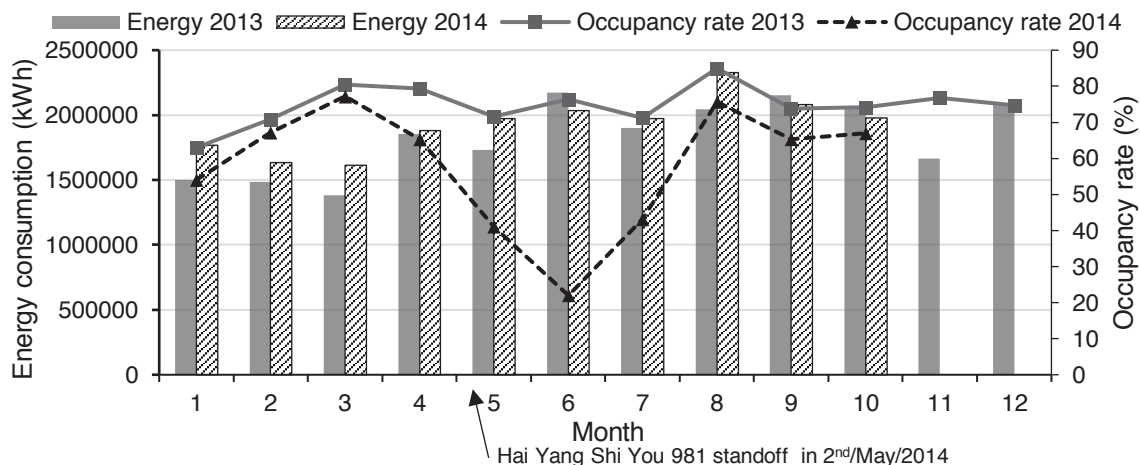 Energy 2013 Energy 2014 Occupancy rate 2013 Occupancy rate 2014
Energy consumption (kWh)
2500000
2000000
1500000
1000000
500000
0
90
80
70
60
50
40
30
20
10
0
Occupancy rate (%)
1 2 3 4 5 6 7 8 9 10 11 12
Month
Hai Yang Shi You 981 standoff in 2nd/May/2014